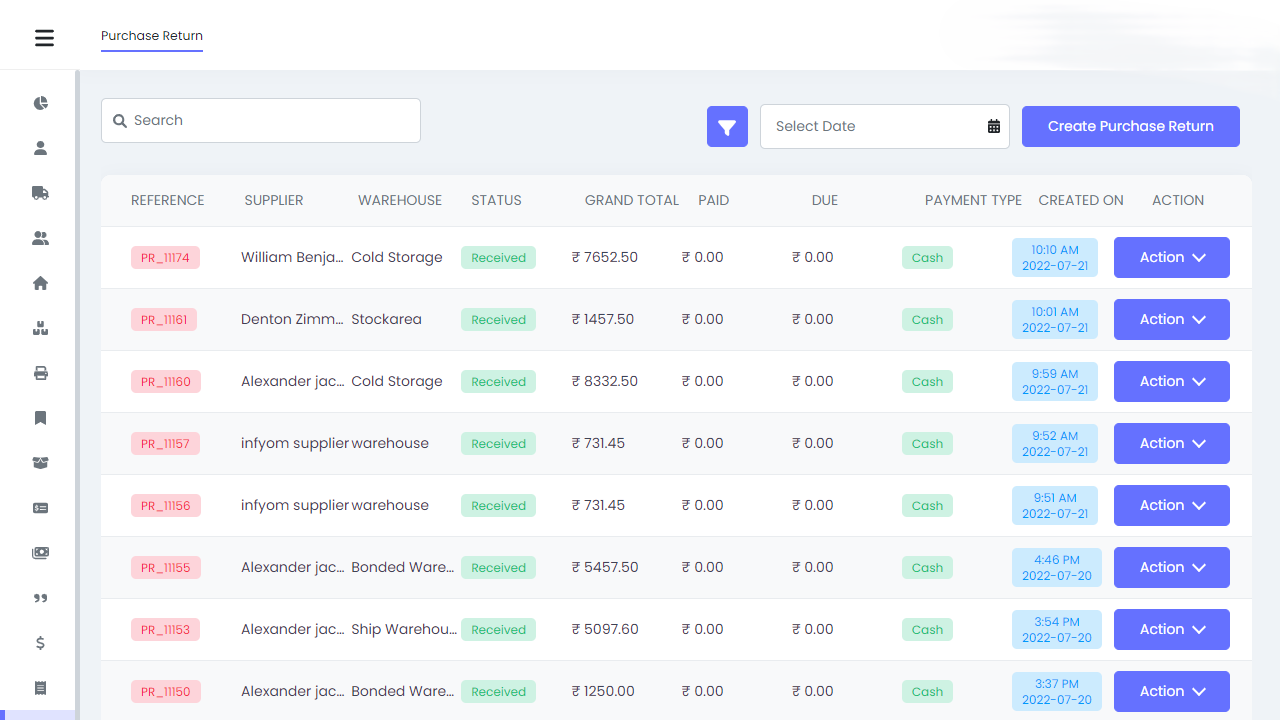 Purchase Return
Search
Select Date
Create Purchase Return
REFERENCE SUPPLIER WAREHOUSE STATUS GRAND TOTAL PAID DUE PAYMENT TYPE CREATED ON ACTION
PR_11174 William Benja... Cold Storage Received ₹ 7652.50 ₹ 0.00 ₹ 0.00 Cash 10:10 AM 2022-07-21 Action
PR_11161 Denton Zimm... Stockarea Received ₹ 1457.50 ₹ 0.00 ₹ 0.00 Cash 10:01 AM 2022-07-21 Action
PR_11160 Alexander jac... Cold Storage Received ₹ 8332.50 ₹ 0.00 ₹ 0.00 Cash 9:59 AM 2022-07-21 Action
PR_11157 infyom supplier warehouse Received ₹ 731.45 ₹ 0.00 ₹ 0.00 Cash 9:52 AM 2022-07-21 Action
PR_11156 infyom supplier warehouse Received ₹ 731.45 ₹ 0.00 ₹ 0.00 Cash 9:51 AM 2022-07-21 Action
PR_11155 Alexander jac... Bonded Ware... Received ₹ 5457.50 ₹ 0.00 ₹ 0.00 Cash 4:46 PM 2022-07-20 Action
PR_11153 Alexander jac... Ship Warehou... Received ₹ 5097.60 ₹ 0.00 ₹ 0.00 Cash 3:54 PM 2022-07-20 Action
PR_11150 Alexander jac... Bonded Ware... Received ₹ 1250.00 ₹ 0.00 ₹ 0.00 Cash 3:37 PM 2022-07-20 Action